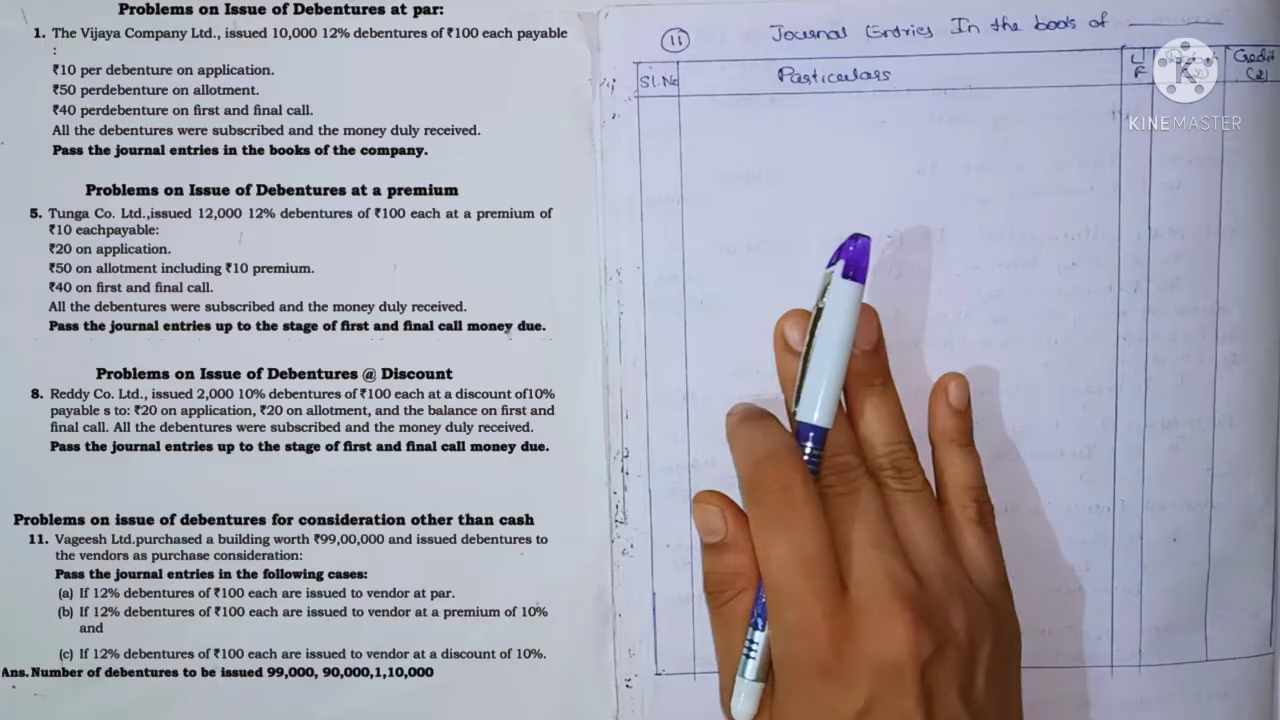 Problems on Issue of Debentures at par:
1. The Vijaya Company Ltd., issued 10,000 12% debentures of ₹100 each payable
:
₹10 per debenture on application.
₹50 perdebenture on allotment.
₹40 perdebenture on first and final call.
All the debentures were subscribed and the money duly received.
Pass the journal entries in the books of the company.
Problems on Issue of Debentures at a premium
5. Tunga Co. Ltd.,issued 12,000 12% debentures of ₹100 each at a premium of
₹10 eachpayable:
₹20 on application.
₹50 on allotment including ₹10 premium.
₹40 on first and final call.
All the debentures were subscribed and the money duly received.
Pass the journal entries up to the stage of first and final call money due.
Problems on Issue of Debentures @ Discount
8. Reddy Co. Ltd., issued 2,000 10% debentures of ₹100 each at a discount of10%
payable s to: ₹20 on application, ₹20 on allotment, and the balance on first and
final call. All the debentures were subscribed and the money duly received.
Pass the journal entries up to the stage of first and final call money due.
Problems on issue of debentures for consideration other than cash
11. Vageesh Ltd.purchased a building worth ₹99,00,000 and issued debentures to
the vendors as purchase consideration:
Pass the journal entries in the following cases:
(a) If 12% debentures of ₹100 each are issued to vendor at par.
(b) If 12% debentures of ₹100 each are issued to vendor at a premium of 10%
and
(c) If 12% debentures of ₹100 each are issued to vendor at a discount of 10%.
Ans.Number of debentures to be issued 99,000, 90,000,1,10,000
11 Journal Entries In the books of
Sl.No Particulars L F Credit
KINEMASTER